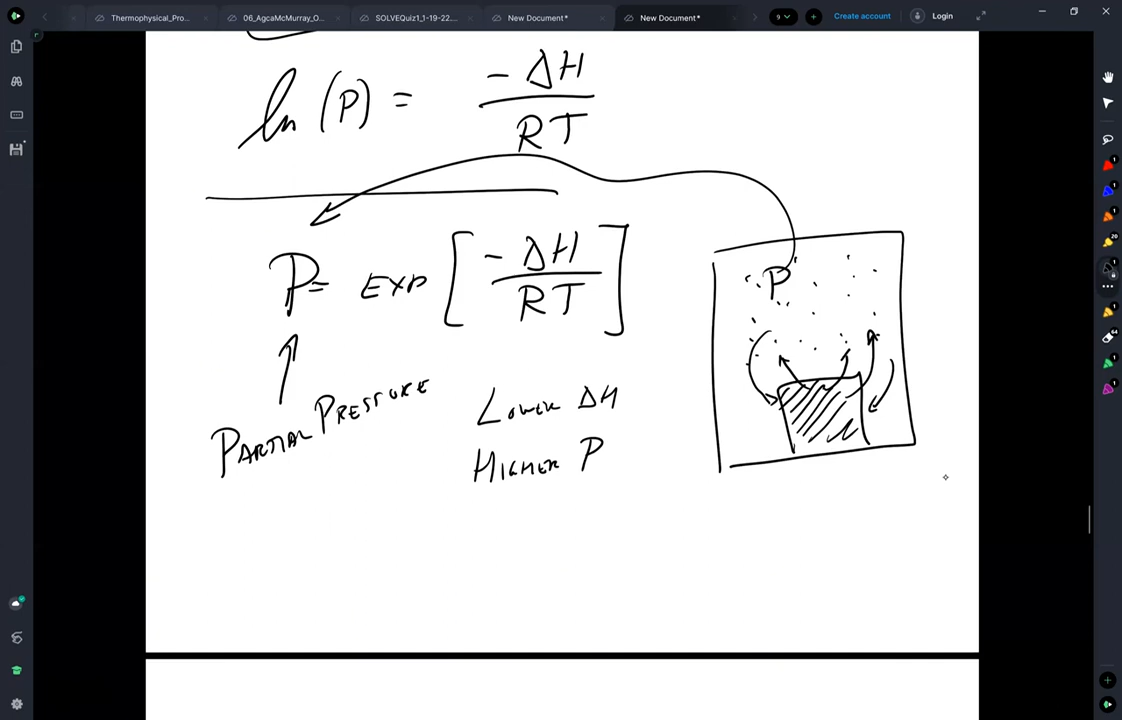 Thermophysical_Pro...
06_AgcaMcMurray_O...
SOLVEQuiz1_1-19-22....
New Document*
New Document*
9
Create account
Login
ln (P) = -ΔH / RT
P = EXP [ -ΔH / RT ]
P
PARTIAL PRESSURE
LOWER ΔH
HIGHER P